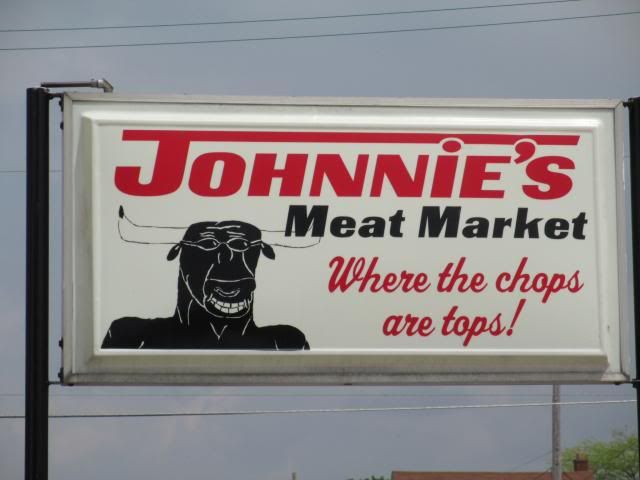 JOHNNiE'S
Meat Market
Where the chops
are tops!